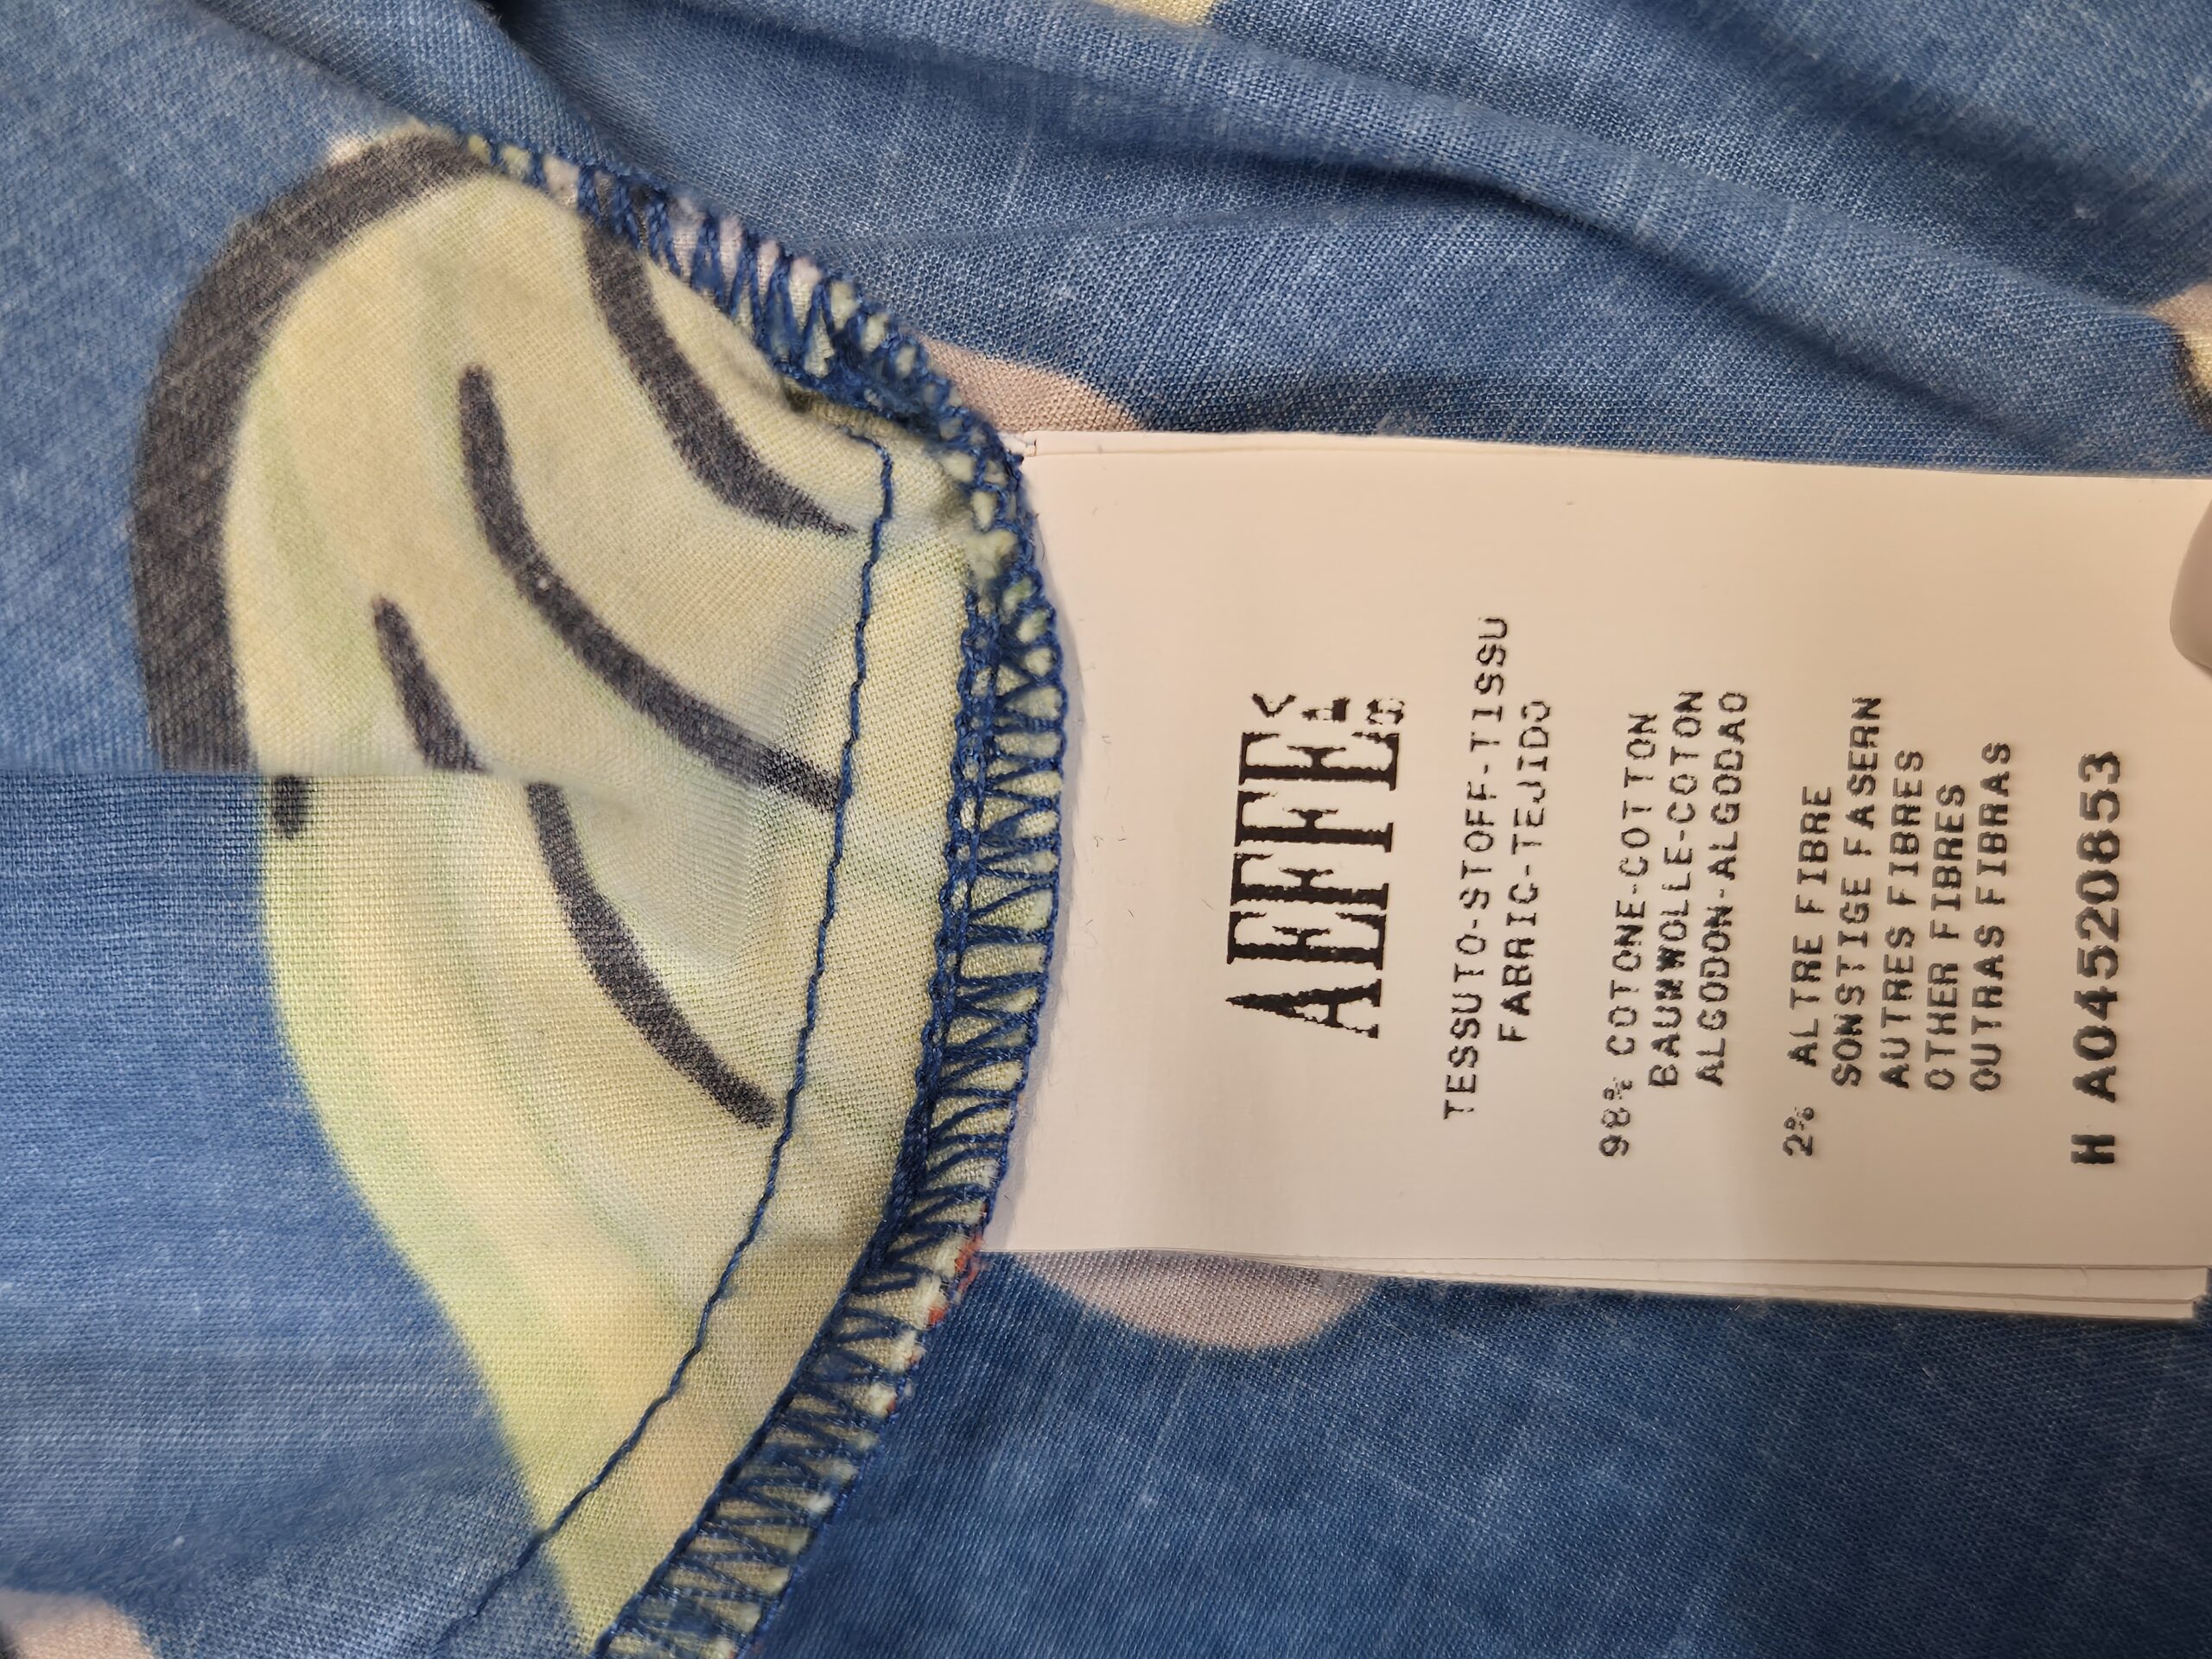 AEFFE
TESSUTO-STOFF-TISSU
FABRIC-TEJIDO
98% COTONE-COTTON
BAUMWOLLE-COTON
ALGODON-ALGODAO
2% ALTRE FIBRE
SONSTIGE FASERN
AUTRES FIBRES
OTHER FIBRES
OUTRAS FIBRAS
H A04520853